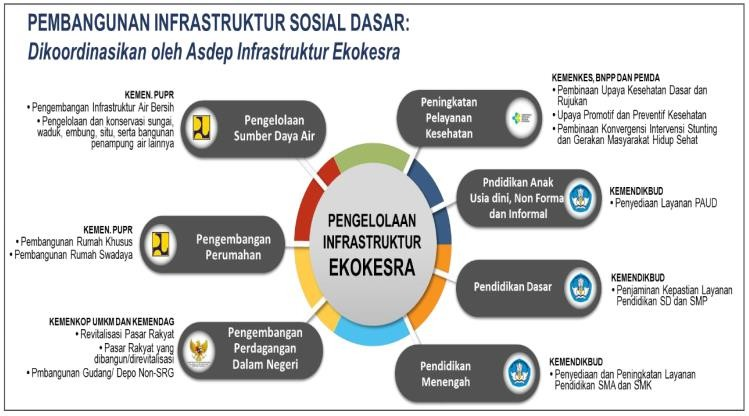 PEMBANGUNAN INFRASTRUKTUR SOSIAL DASAR:
Dikoordinasikan oleh Asdep Infrastruktur Ekokesra
KEMEN. PUPR
• Pengembangan Infrastruktur Air Bersih
• Pengelolaan dan konservasi sungai,
waduk, embung, situ, serta bangunan
penampung air lainnya
Pengelolaan
Sumber Daya Air
KEMEN. PUPR
• Pembangunan Rumah Khusus
• Pembangunan Rumah Swadaya
Pengembangan
Perumahan
KEMENKOP UMKM DAN KEMENDAG
• Revitalisasi Pasar Rakyat
• Pasar Rakyat yang
dibangun/direvitalisasi
• Pmbangunan Gudang/ Depo Non-SRG
Pengembangan
Perdagangan
Dalam Negeri
PENGELOLAAN
INFRASTRUKTUR
EKOKESRA
Peningkatan
Pelayanan
Kesehatan
KEMENKES, BNPP DAN PEMDA
• Pembinaan Upaya Kesehatan Dasar dan
Rujukan
• Upaya Promotif dan Preventif Kesehatan
• Pembinaan Konvergensi Intervensi Stunting
dan Gerakan Masyarakat Hidup Sehat
Pndidikan Anak
Usia dini, Non Forma
dan Informal
KEMENDIKBUD
• Penyediaan Layanan PAUD
Pendidikan Dasar
KEMENDIKBUD
• Penjaminan Kepastian Layanan
Pendidikan SD dan SMP
Pendidikan
Menengah
KEMENDIKBUD
• Penyediaan dan Peningkatan Layanan
Pendidikan SMA dan SMK